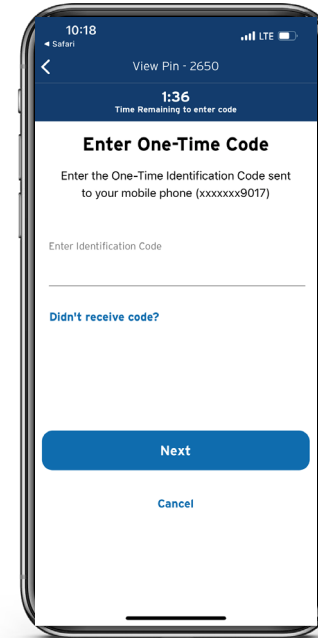 10:18
LTE
◄ Safari
View Pin - 2650
1:36
Time Remaining to enter code
Enter One-Time Code
Enter the One-Time Identification Code sent
to your mobile phone (xxxxxxx9017)
Enter Identification Code
Didn't receive code?
Next
Cancel